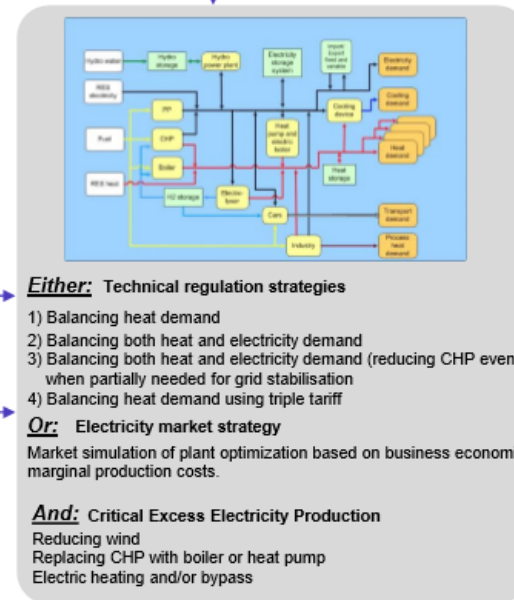 Hydro water
Hydro storage
Hydro power plant
Electricity storage system
Import/Export fixed and variable
Electricity demand
RES electricity
Cooling device
Cooling demand
PP
Fuel
CHP
Heat pump and electric boiler
Heat demand
Boiler
RES heat
Heat storage
H2 storage
Electro-lyser
Cars
Transport demand
Industry
Process heat demand
Either: Technical regulation strategies
1) Balancing heat demand
2) Balancing both heat and electricity demand
3) Balancing both heat and electricity demand (reducing CHP even
when partially needed for grid stabilisation
4) Balancing heat demand using triple tariff
Or: Electricity market strategy
Market simulation of plant optimization based on business economi
marginal production costs.
And: Critical Excess Electricity Production
Reducing wind
Replacing CHP with boiler or heat pump
Electric heating and/or bypass